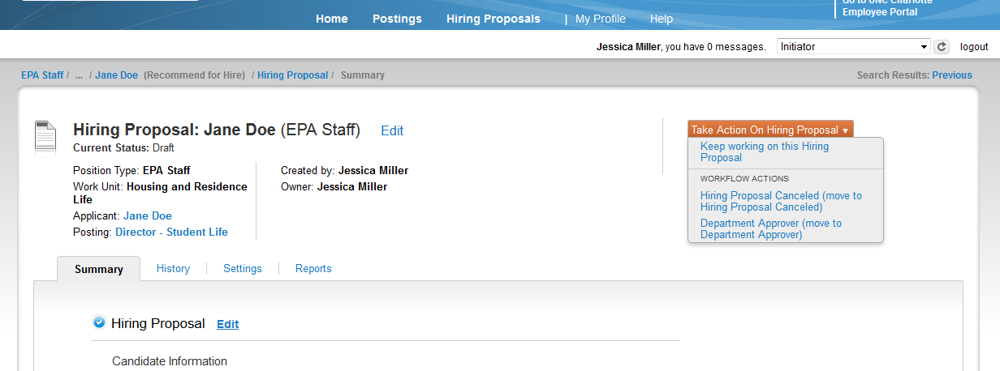 Go to UNC Charlotte
Employee Portal
Home Postings Hiring Proposals | My Profile Help
Jessica Miller, you have 0 messages. Initiator logout
EPA Staff / ... / Jane Doe (Recommend for Hire) / Hiring Proposal / Summary Search Results: Previous
Hiring Proposal: Jane Doe (EPA Staff) Edit
Current Status: Draft
Position Type: EPA Staff
Work Unit: Housing and Residence
Life
Applicant: Jane Doe
Posting: Director - Student Life
Created by: Jessica Miller
Owner: Jessica Miller
Take Action On Hiring Proposal ▼
Keep working on this Hiring
Proposal
WORKFLOW ACTIONS
Hiring Proposal Canceled (move to
Hiring Proposal Canceled)
Department Approver (move to
Department Approver)
Summary History Settings Reports
Hiring Proposal Edit
Candidate Information